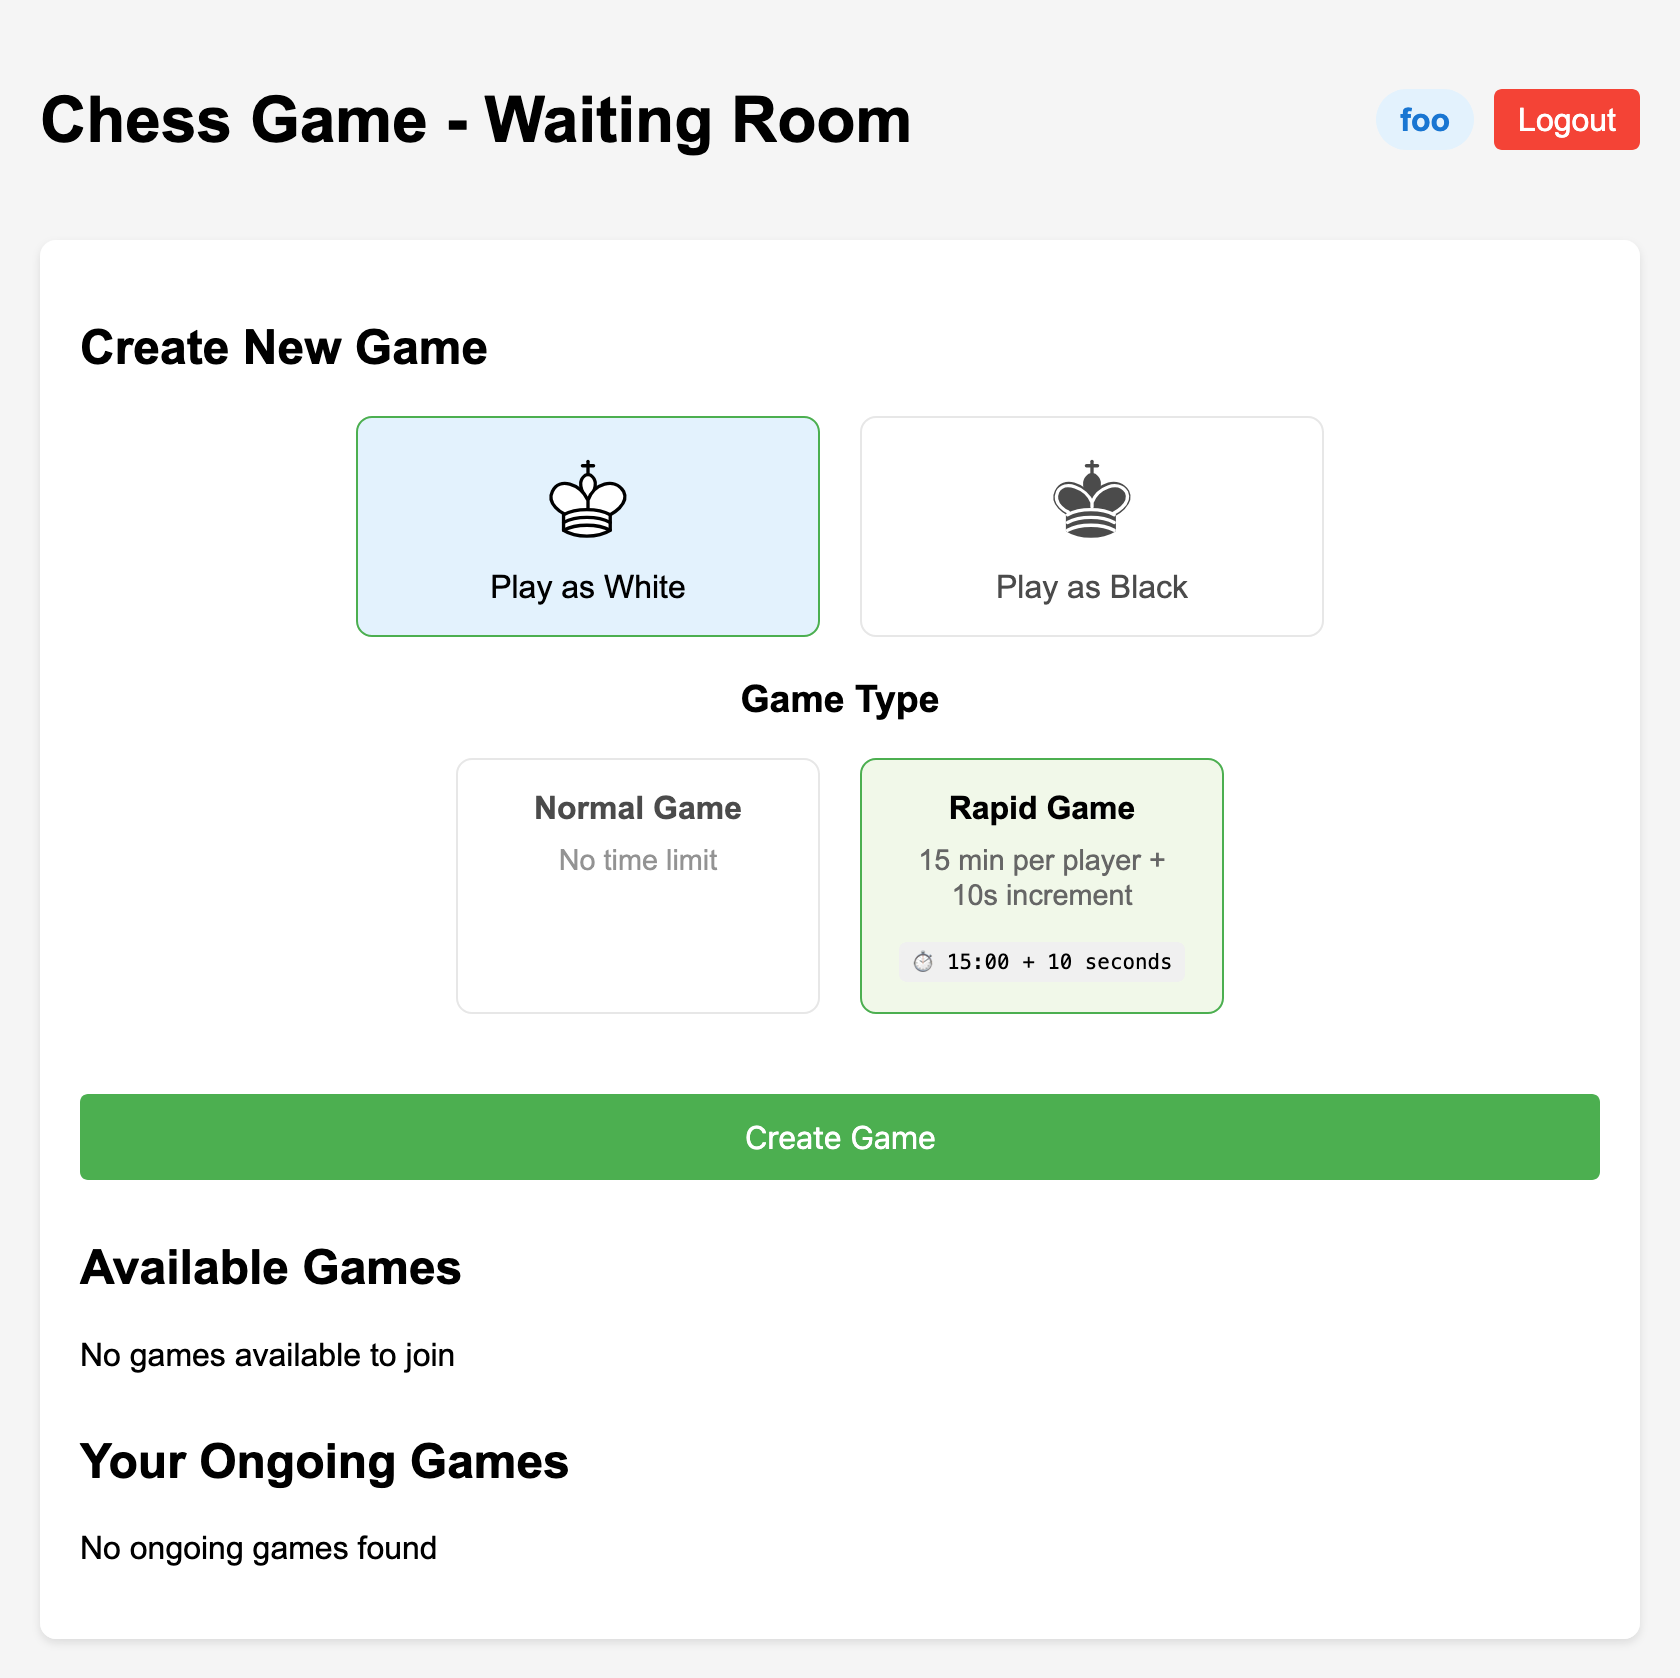 Chess Game - Waiting Room
foo
Logout
Create New Game
Play as White
Play as Black
Game Type
Normal Game
No time limit
Rapid Game
15 min per player +
10s increment
⏱ 15:00 + 10 seconds
Create Game
Available Games
No games available to join
Your Ongoing Games
No ongoing games found